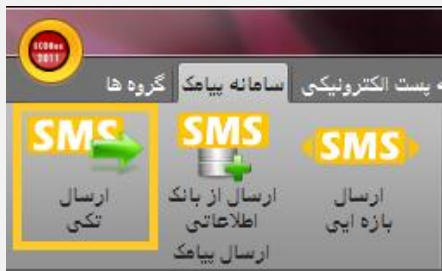 گروه ها
سامانه پیامک
ه پست الکترونیکی
SMS
SMS
SMS
ارسال
تکی
ارسال از بانک
اطلاعاتی
ارسال
بازه ایی
ارسال پیامک